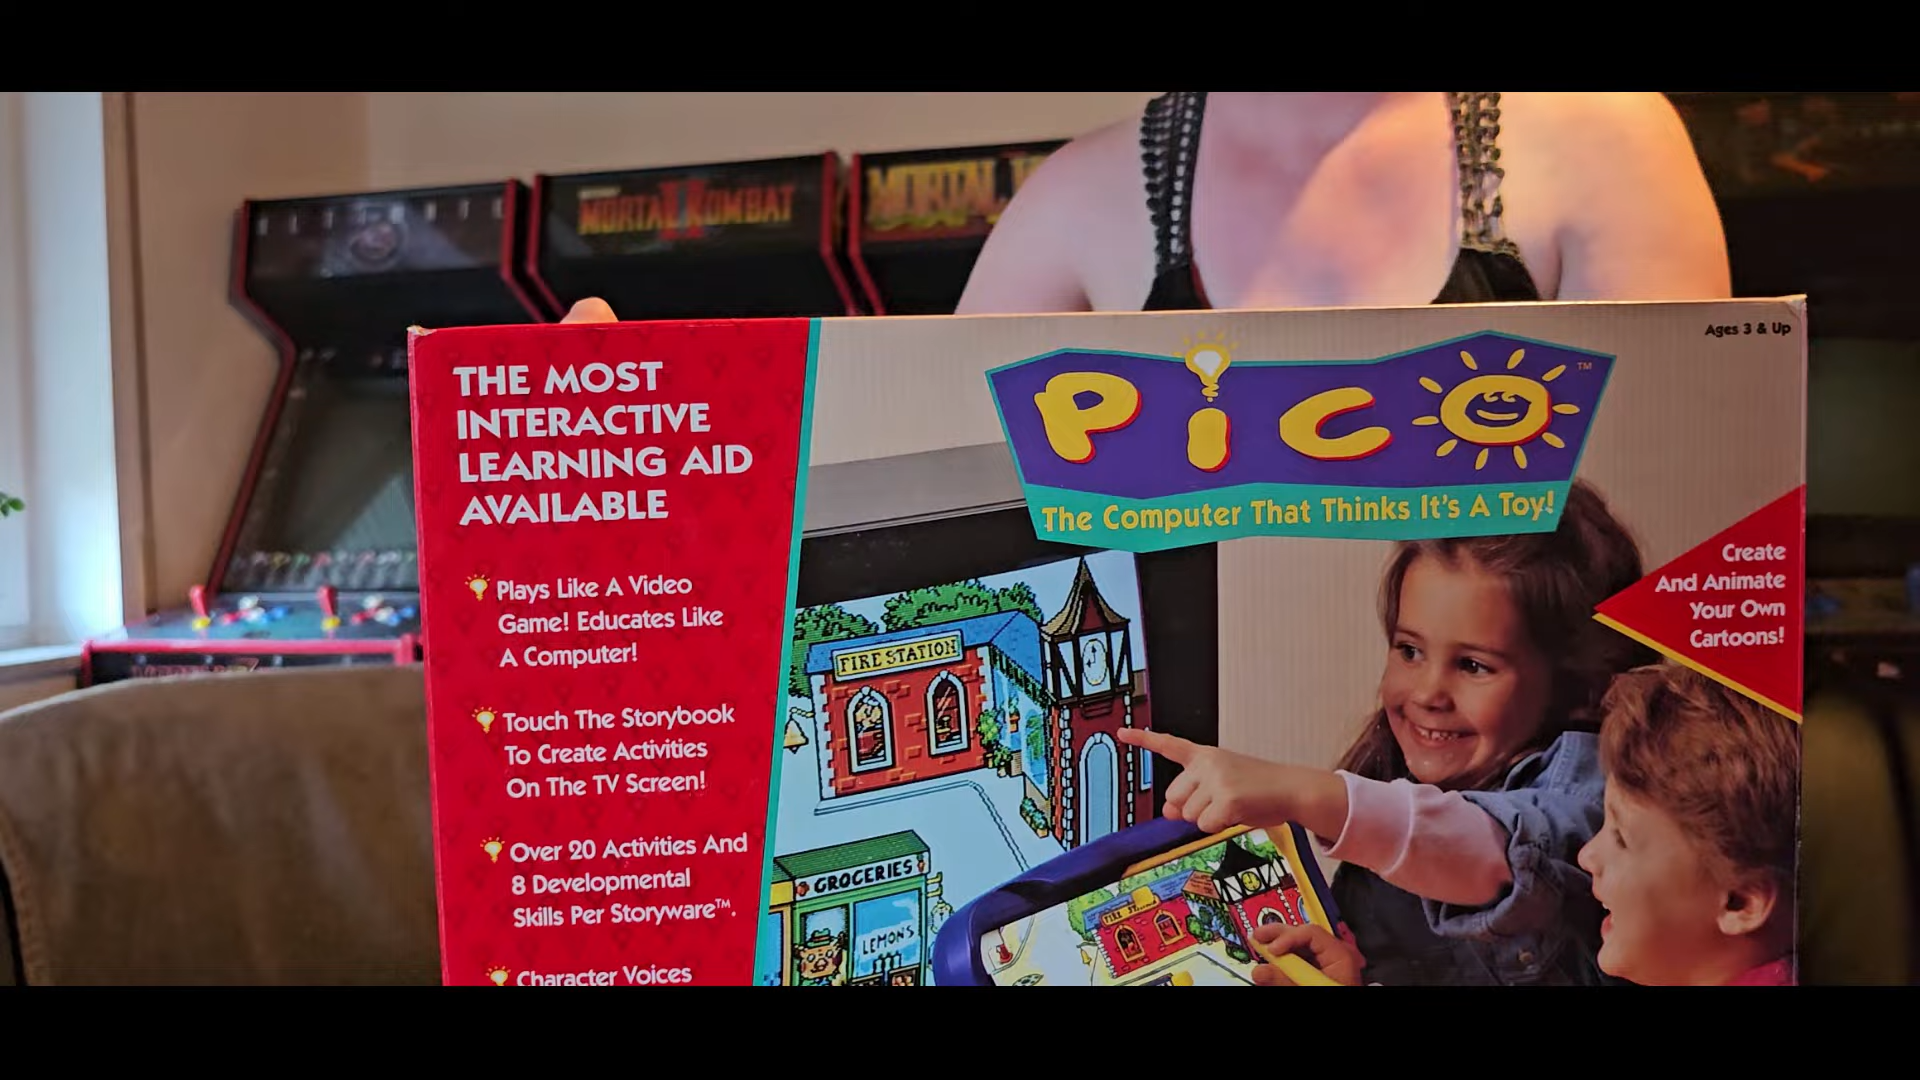 MORTAL KOMBAT
II
MORTAL
THE MOST
INTERACTIVE
LEARNING AID
AVAILABLE
Plays Like A Video
Game! Educates Like
A Computer!
Touch The Storybook
To Create Activities
On The TV Screen!
Over 20 Activities And
8 Developmental
Skills Per Storyware™.
Character Voices
Ages 3 & Up
PiCO™
The Computer That Thinks It's A Toy!
Create
And Animate
Your Own
Cartoons!
FIRE STATION
GROCERIES
LEMONS